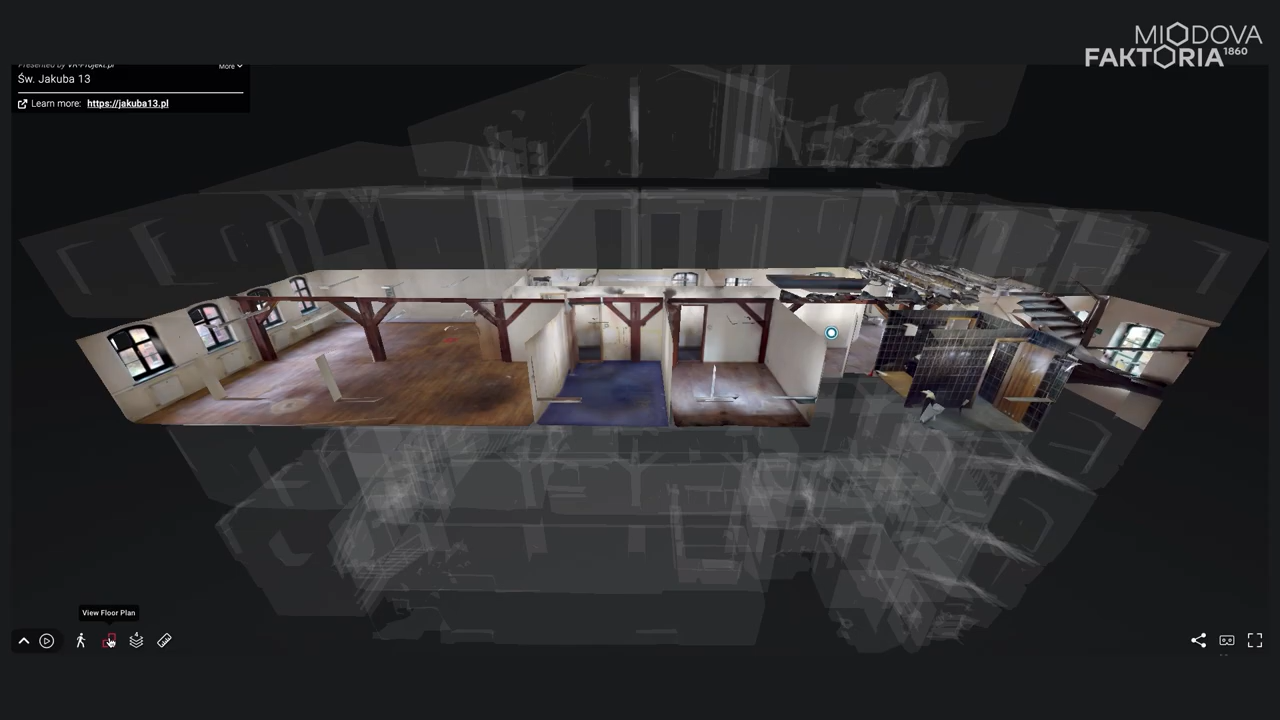 MIODOVA
FAKTORIA 1860
Presented by VR-Projekt.pl
More
Św. Jakuba 13
Learn more: https://jakuba13.pl
View Floor Plan
4